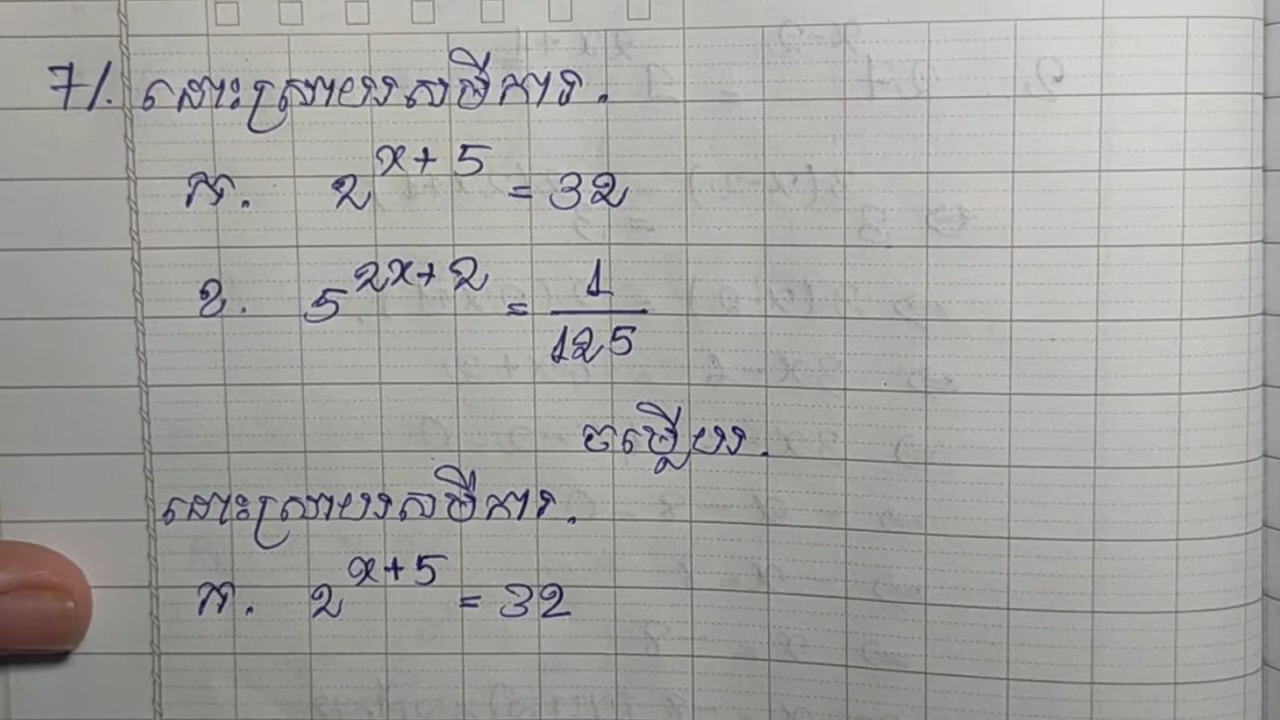 7/. ដោះស្រាយសមីការ.
ក. 2^{x+5} = 32
ខ. 5^{2x+2} = \frac{1}{125}
ចម្លើយ.
ដោះស្រាយសមីការ.
ក. 2^{x+5} = 32